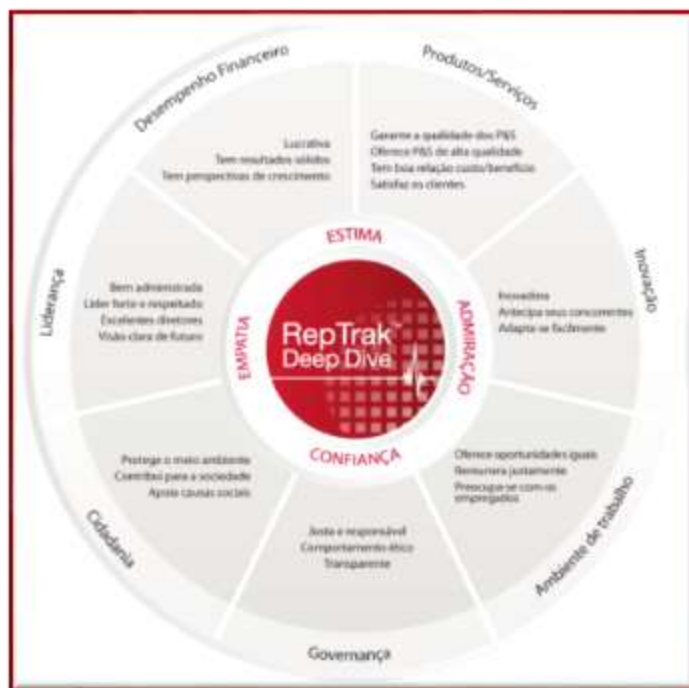 Desempenho Financeiro
Lucrativa
Tem resultados sólidos
Tem perspectivas de crescimento
Produtos/Serviços
Garante a qualidade dos P&S
Oferece P&S de alta qualidade
Tem boa relação custo/benefício
Satisfaz os clientes
Inovação
Inovadora
Antecipa seus concorrentes
Adapta-se facilmente
Ambiente de trabalho
Oferece oportunidades iguais
Remunera justamente
Preocupa-se com os
empregados
Governança
Justa e responsável
Comportamento ético
Transparente
Cidadania
Protege o meio ambiente
Contribui para a sociedade
Apoia causas sociais
Liderança
Bem administrada
Líder forte e respeitado
Excelentes diretores
Visão clara de futuro
ESTIMA
ADMIRAÇÃO
CONFIANÇA
EMPATIA
RepTrak™
Deep Dive